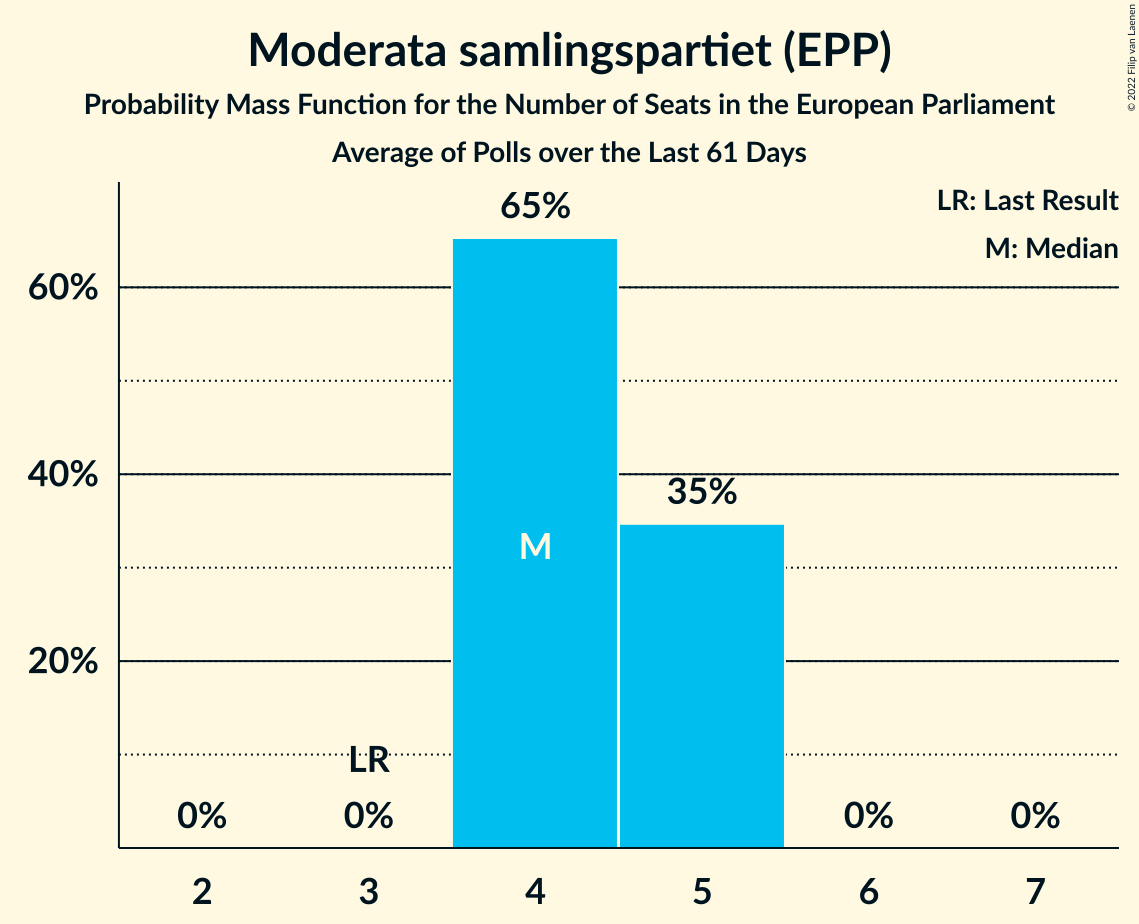 Moderata samlingspartiet (EPP)
Probability Mass Function for the Number of Seats in the European Parliament
Average of Polls over the Last 61 Days
© 2022 Filip van Laenen
LR: Last Result
M: Median
65%
60%
40%
35%
M
20%
LR
0%
0%
0%
0%
2
3
4
5
6
7